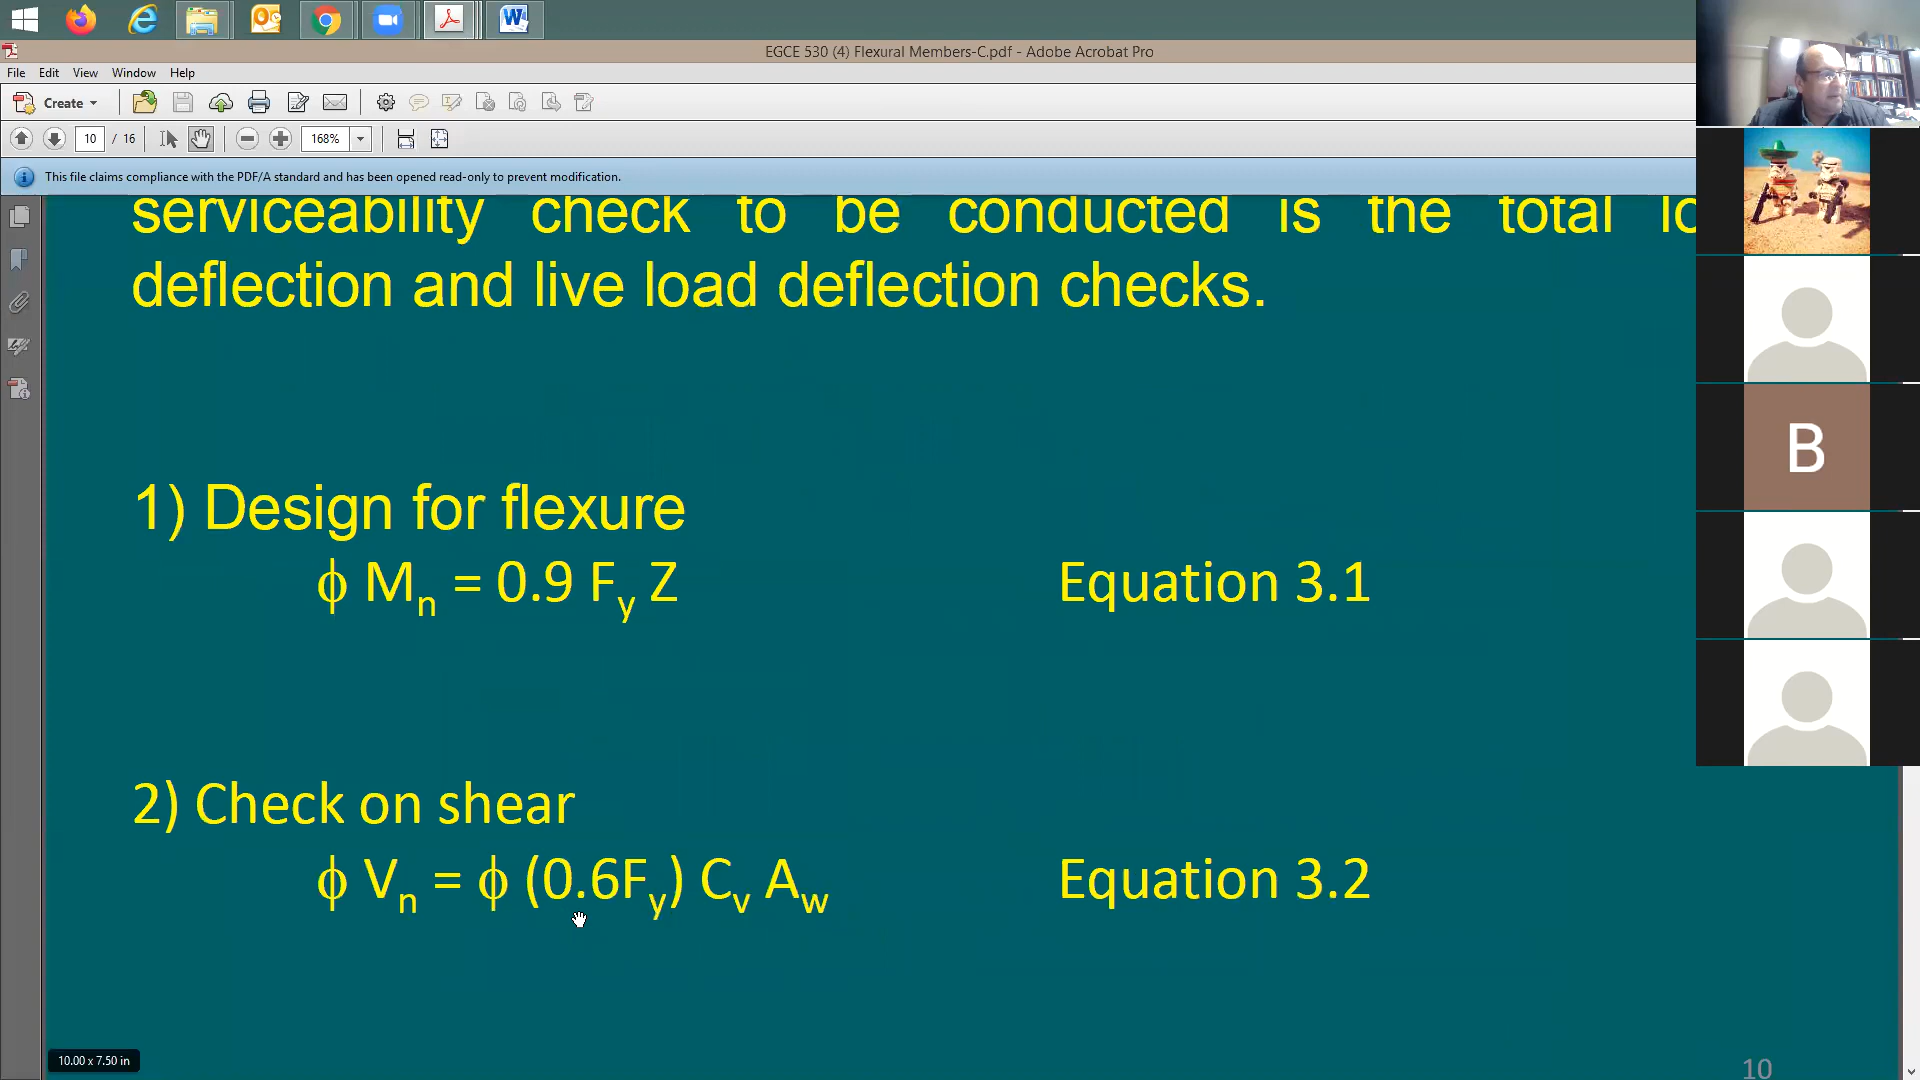 EGCE 530 (4) Flexural Members-C.pdf - Adobe Acrobat Pro
File Edit View Window Help
Create
10 / 16 168%
This file claims compliance with the PDF/A standard and has been opened read-only to prevent modification.
serviceability check to be conducted is the total
deflection and live load deflection checks.
B
1) Design for flexure
ϕ Mn = 0.9 Fy Z Equation 3.1
2) Check on shear
ϕ Vn = ϕ (0.6Fy) Cv Aw Equation 3.2
10.00 x 7.50 in
10